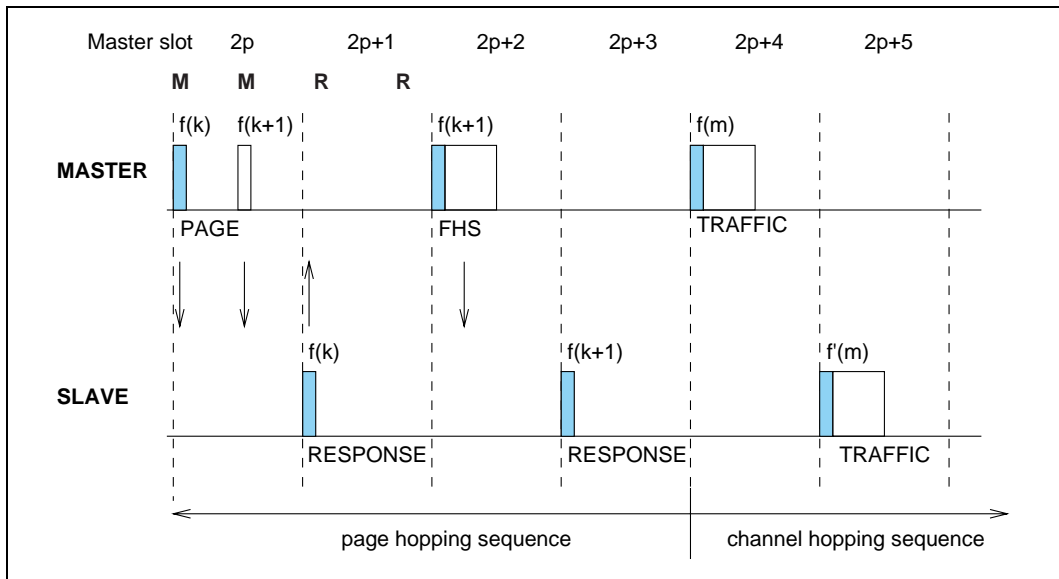 Master slot 2p 2p+1 2p+2 2p+3 2p+4 2p+5
M M R R
f(k) f(k+1) f(k+1) f(m)
MASTER
PAGE FHS TRAFFIC
f(k) f(k+1) f'(m)
SLAVE
RESPONSE RESPONSE TRAFFIC
page hopping sequence channel hopping sequence